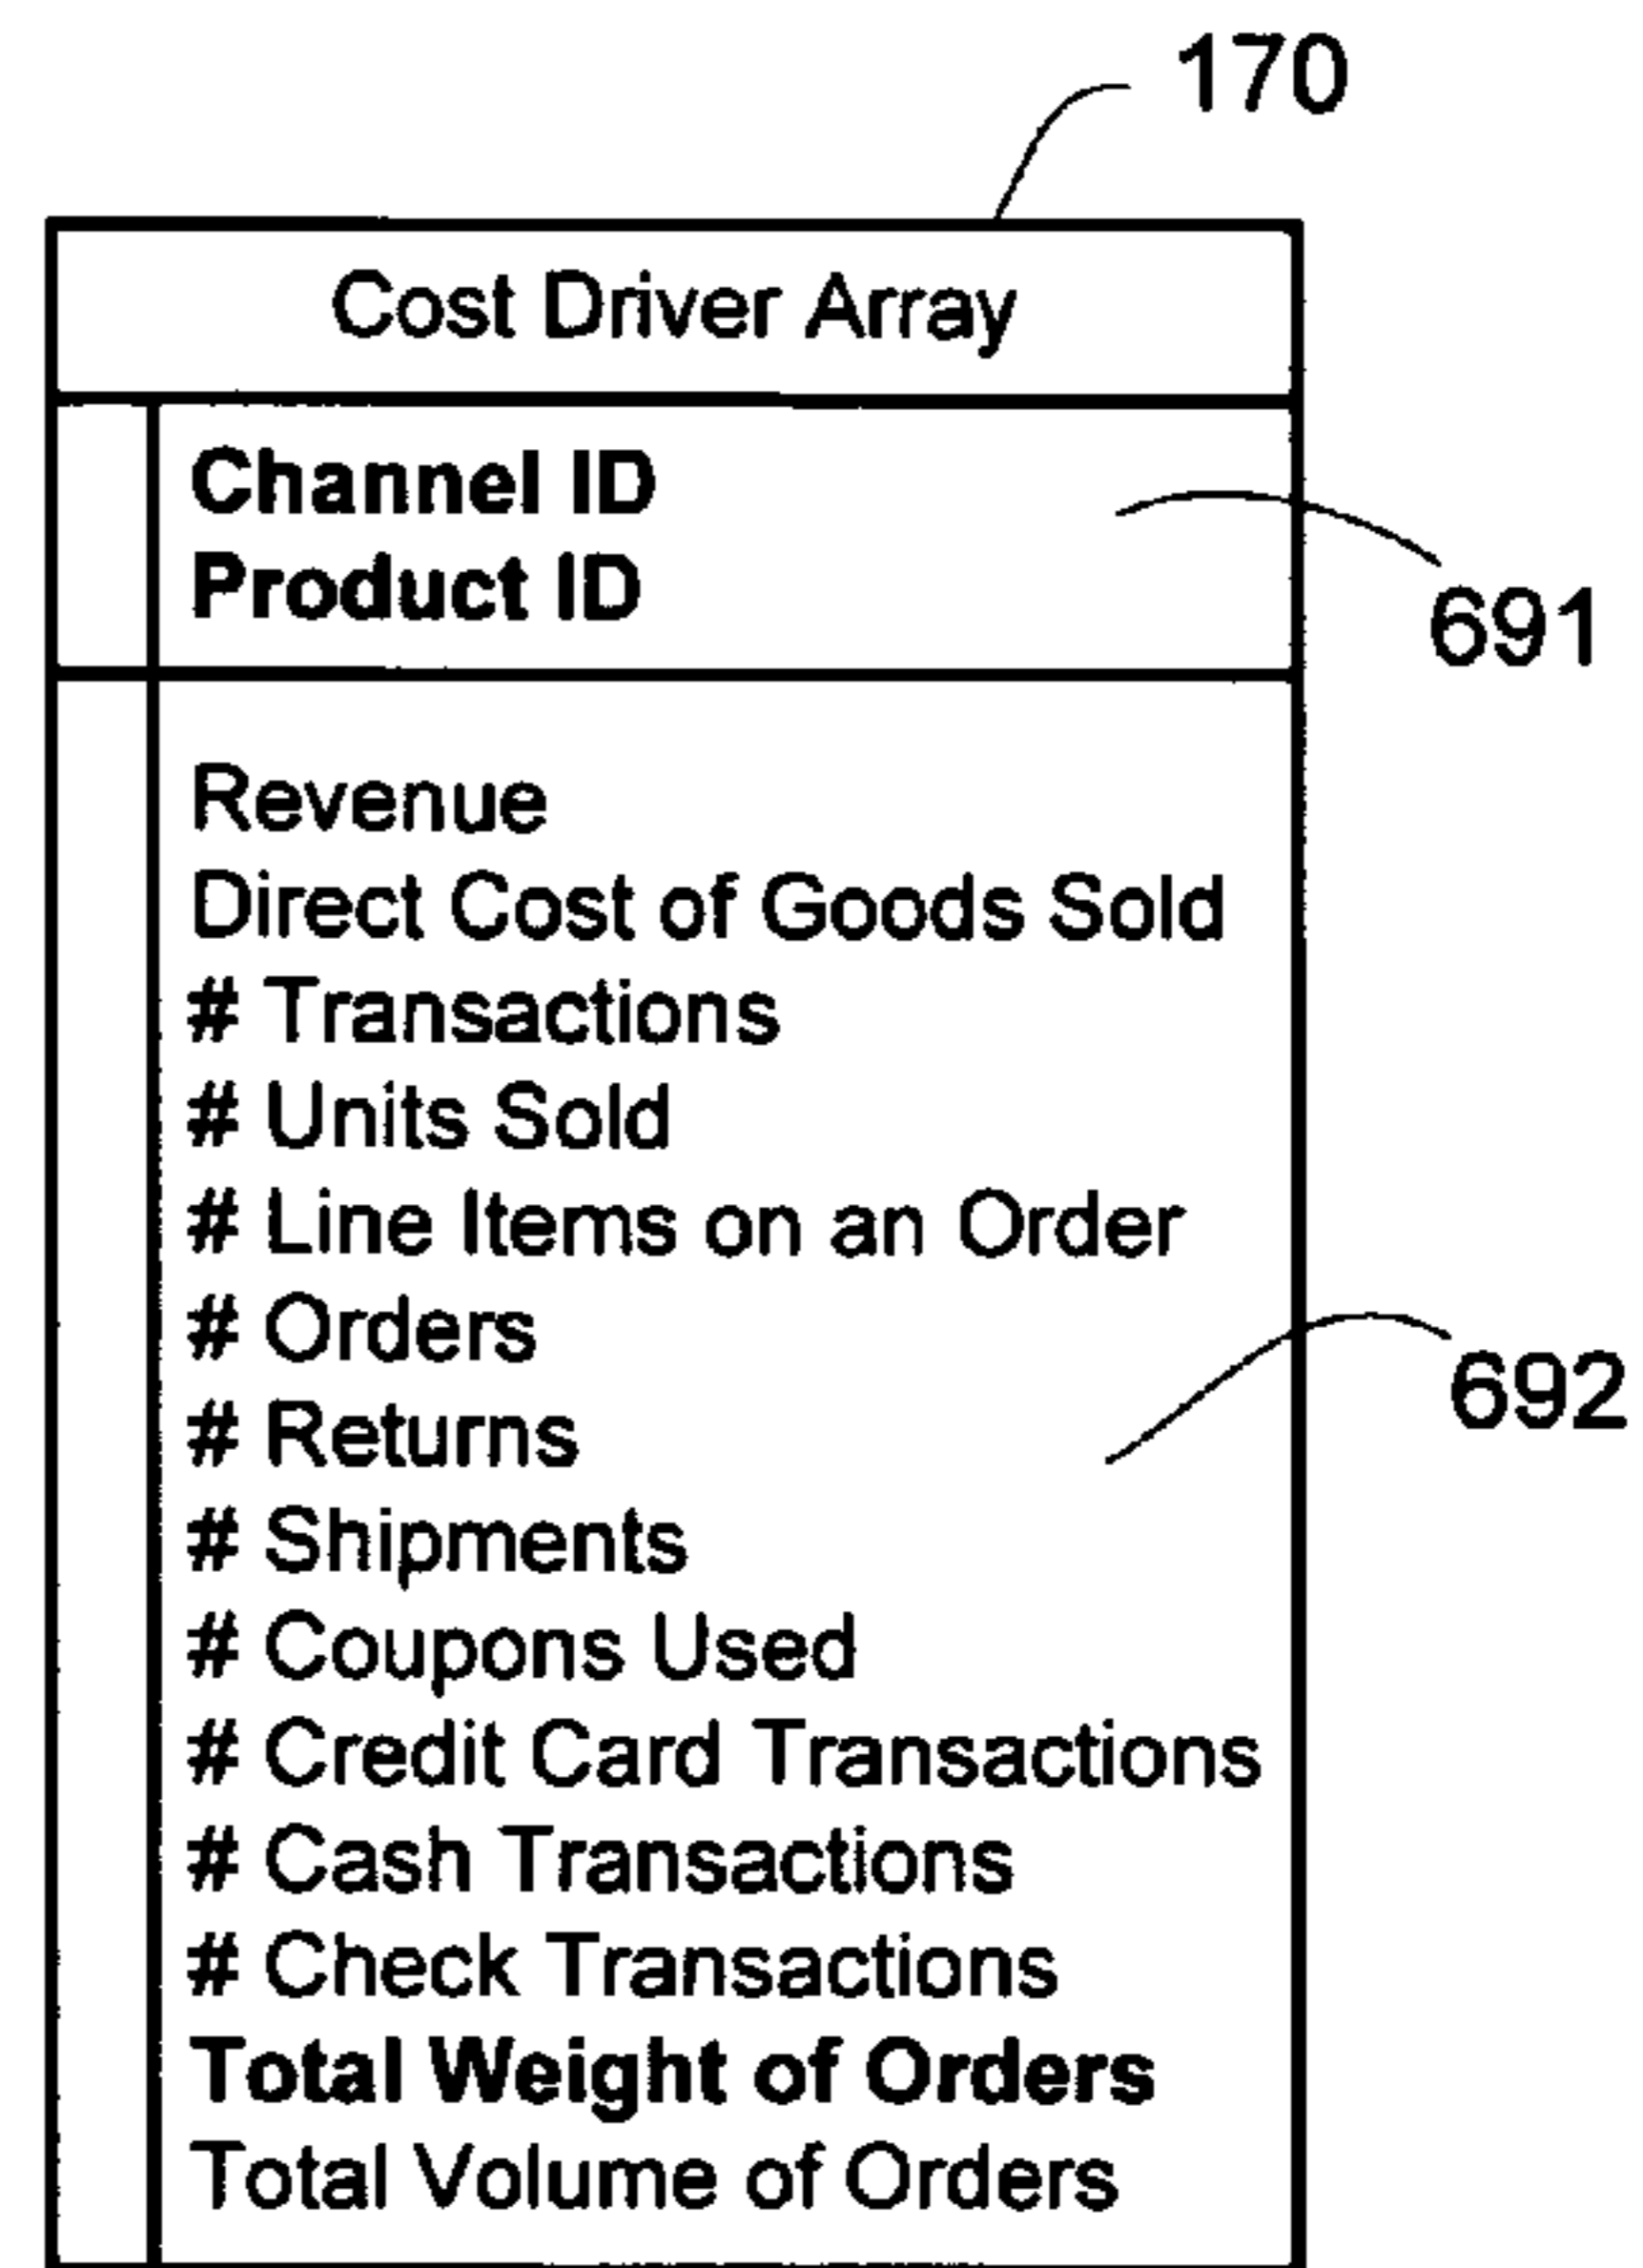 170
Cost Driver Array
Channel ID
Product ID
691
Revenue
Direct Cost of Goods Sold
# Transactions
# Units Sold
# Line Items on an Order
# Orders
692
# Returns
# Shipments
# Coupons Used
# Credit Card Transactions
# Cash Transactions
# Check Transactions
Total Weight of Orders
Total Volume of Orders